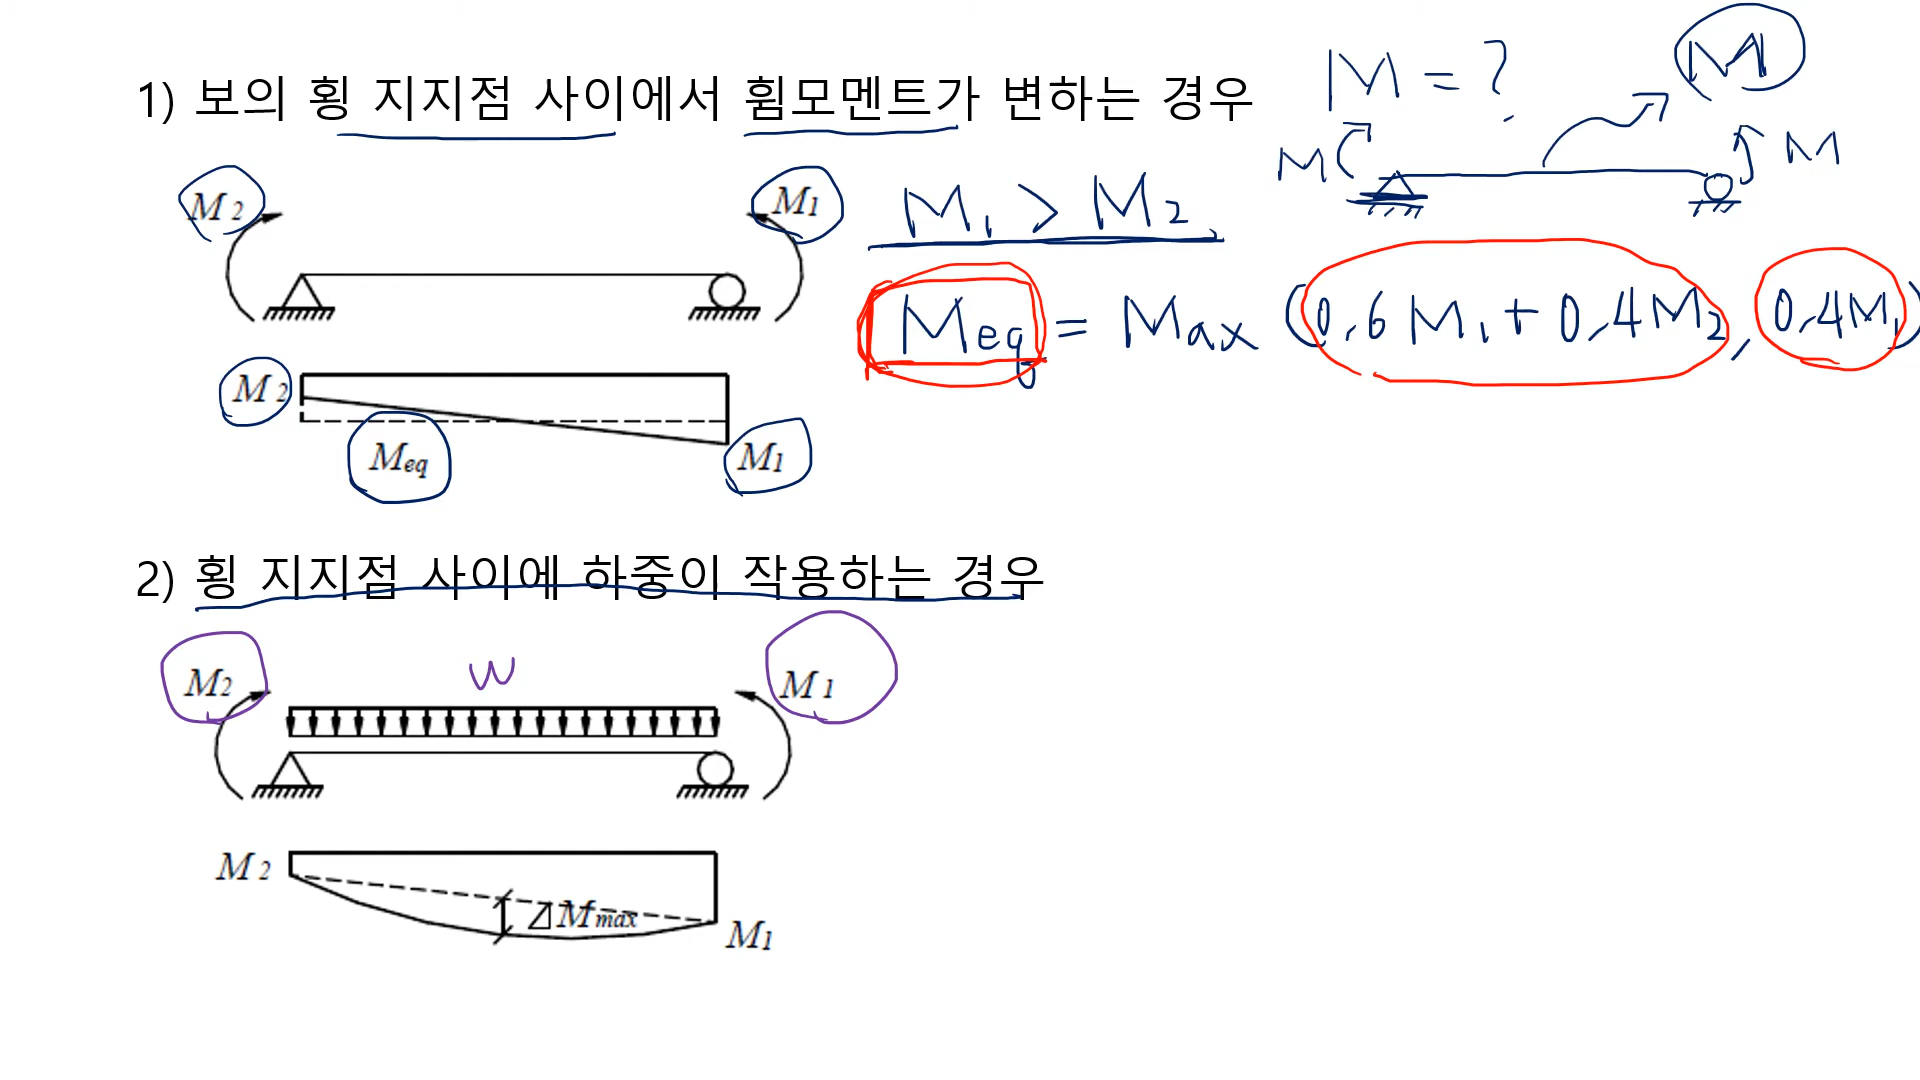 1) 보의 횡 지지점 사이에서 휨모멘트가 변하는 경우
M = ?
M
M
M
M2
M1
M1 > M2
Meq = Max (0.6M1 + 0.4M2, 0.4M1)
M2
Meq
M1
2) 횡 지지점 사이에 하중이 작용하는 경우
M2
W
M1
M2
ΔMmax
M1